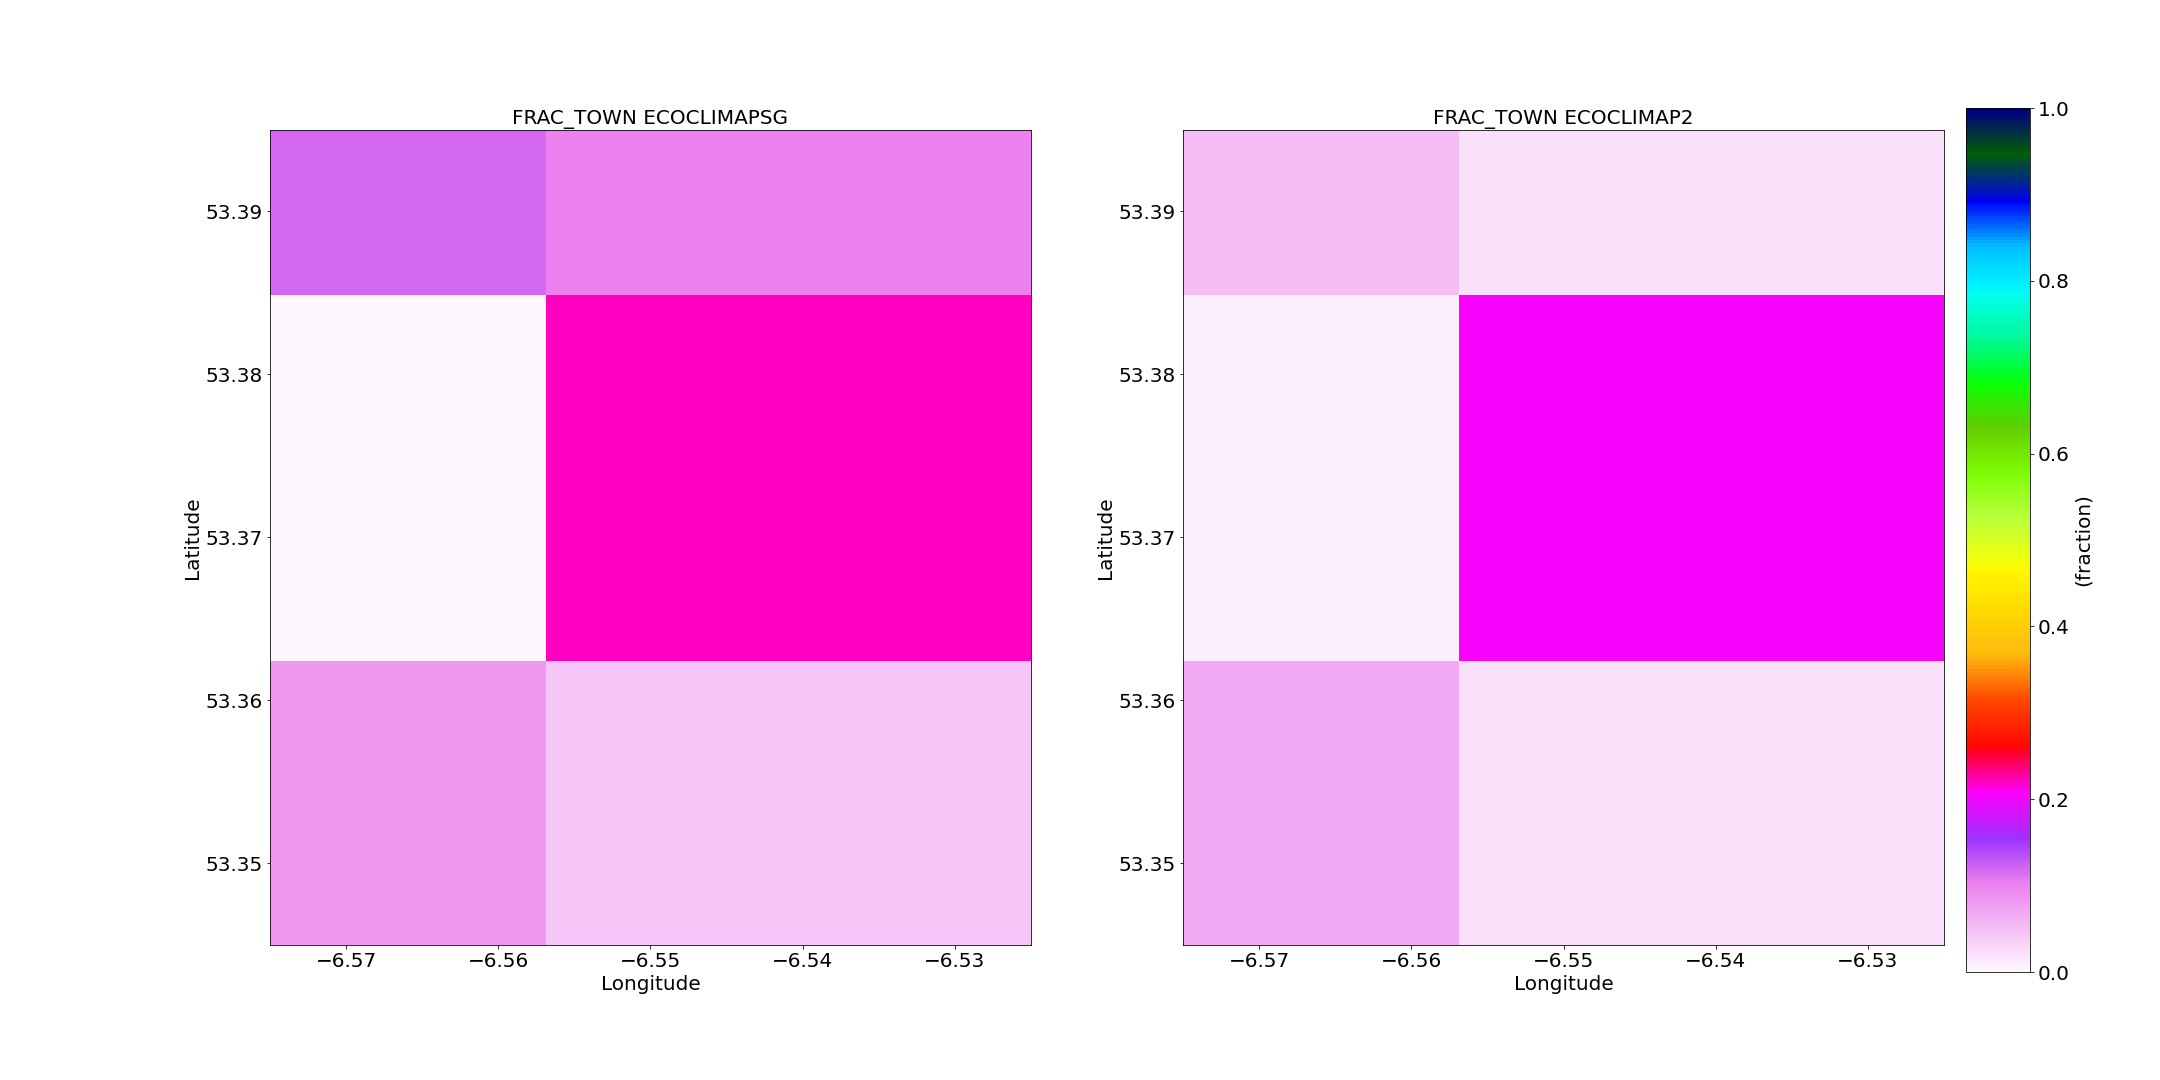 FRAC_TOWN ECOCLIMAPSG
53.39
53.38
53.37
53.36
53.35
Latitude
−6.57 −6.56 −6.55 −6.54 −6.53
Longitude
FRAC_TOWN ECOCLIMAP2
53.39
53.38
53.37
53.36
53.35
Latitude
−6.57 −6.56 −6.55 −6.54 −6.53
Longitude
1.0
0.8
0.6
0.4
0.2
0.0
(fraction)